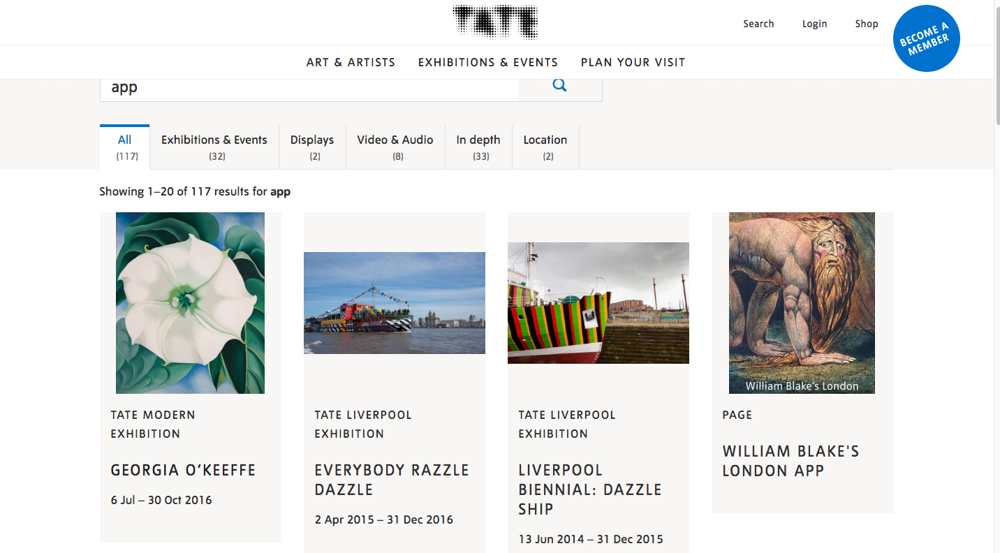 TATE
Search Login Shop
BECOME A
MEMBER
ART & ARTISTS EXHIBITIONS & EVENTS PLAN YOUR VISIT
app
All Exhibitions & Events Displays Video & Audio In depth Location
(117) (32) (2) (8) (33) (2)
Showing 1–20 of 117 results for app
William Blake's London
TATE MODERN
EXHIBITION
GEORGIA O’KEEFFE
6 Jul – 30 Oct 2016
TATE LIVERPOOL
EXHIBITION
EVERYBODY RAZZLE
DAZZLE
2 Apr 2015 – 31 Dec 2016
TATE LIVERPOOL
EXHIBITION
LIVERPOOL
BIENNIAL: DAZZLE
SHIP
13 Jun 2014 – 31 Dec 2015
PAGE
WILLIAM BLAKE'S
LONDON APP